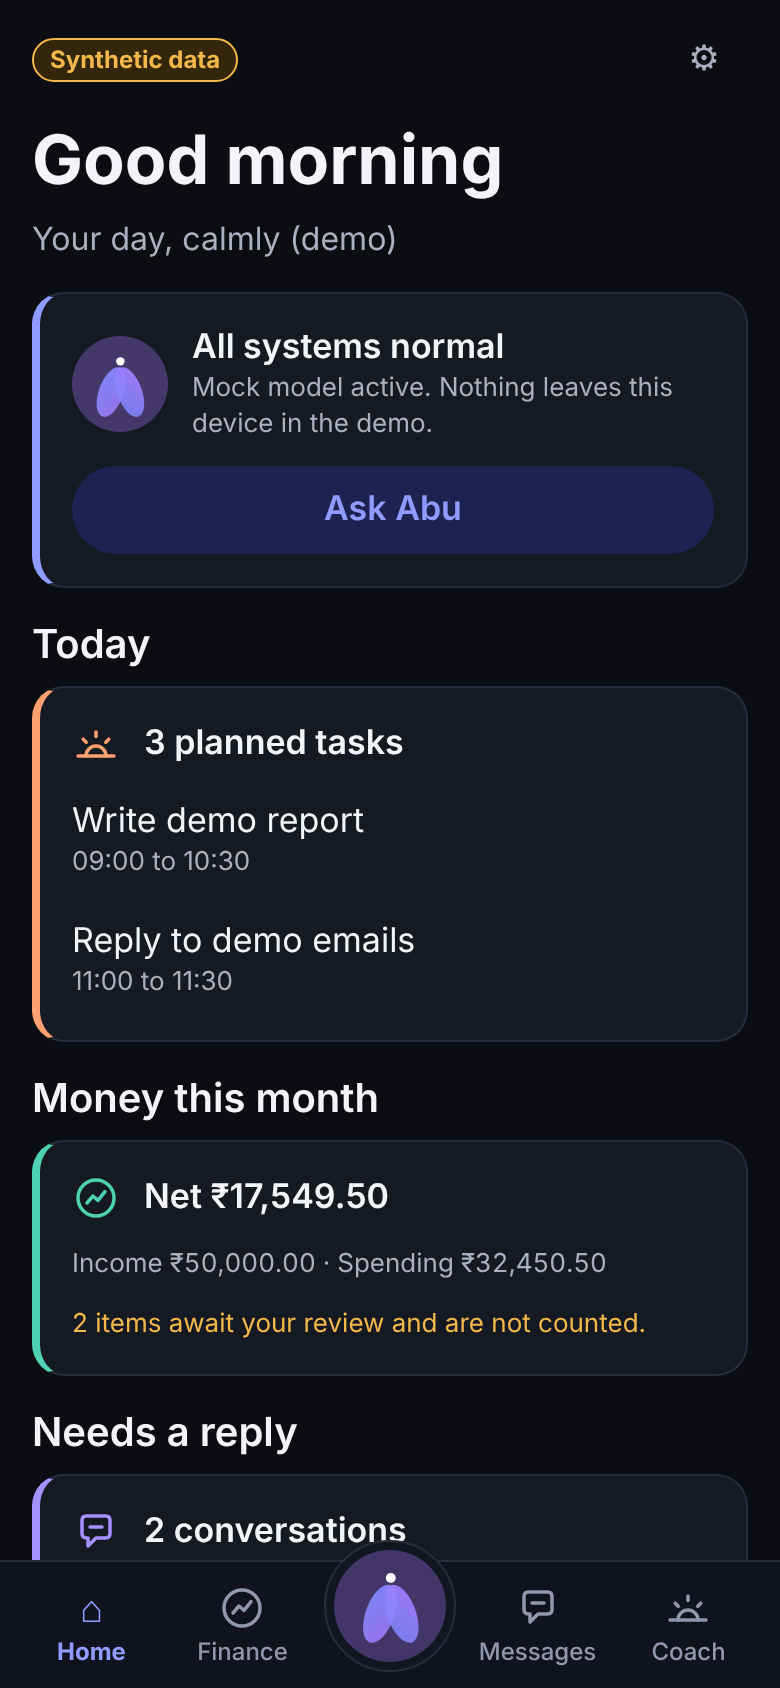 Synthetic data
Good morning
Your day, calmly (demo)
All systems normal
Mock model active. Nothing leaves this
device in the demo.
Ask Abu
Today
3 planned tasks
Write demo report
09:00 to 10:30
Reply to demo emails
11:00 to 11:30
Money this month
Net ₹17,549.50
Income ₹50,000.00 · Spending ₹32,450.50
2 items await your review and are not counted.
Needs a reply
2 conversations
Home
Finance
Messages
Coach